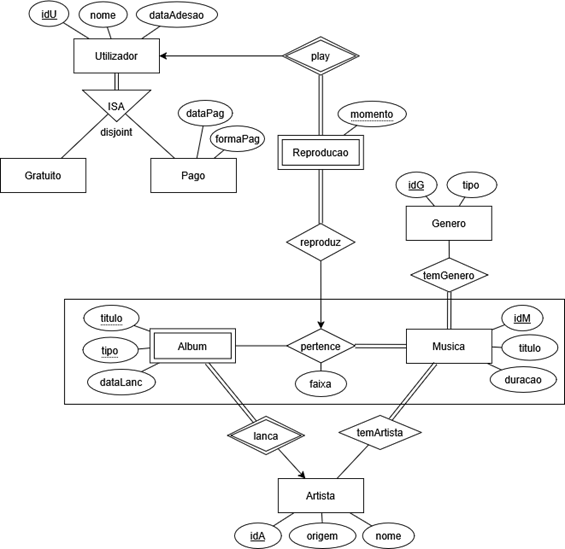 idU
nome
dataAdesao
Utilizador
play
ISA
disjoint
dataPag
formaPag
momento
Gratuito
Pago
Reproducao
idG
tipo
Genero
reproduz
temGenero
titulo
idM
tipo
Album
pertence
Musica
titulo
dataLanc
faixa
duracao
lanca
temArtista
Artista
idA
origem
nome